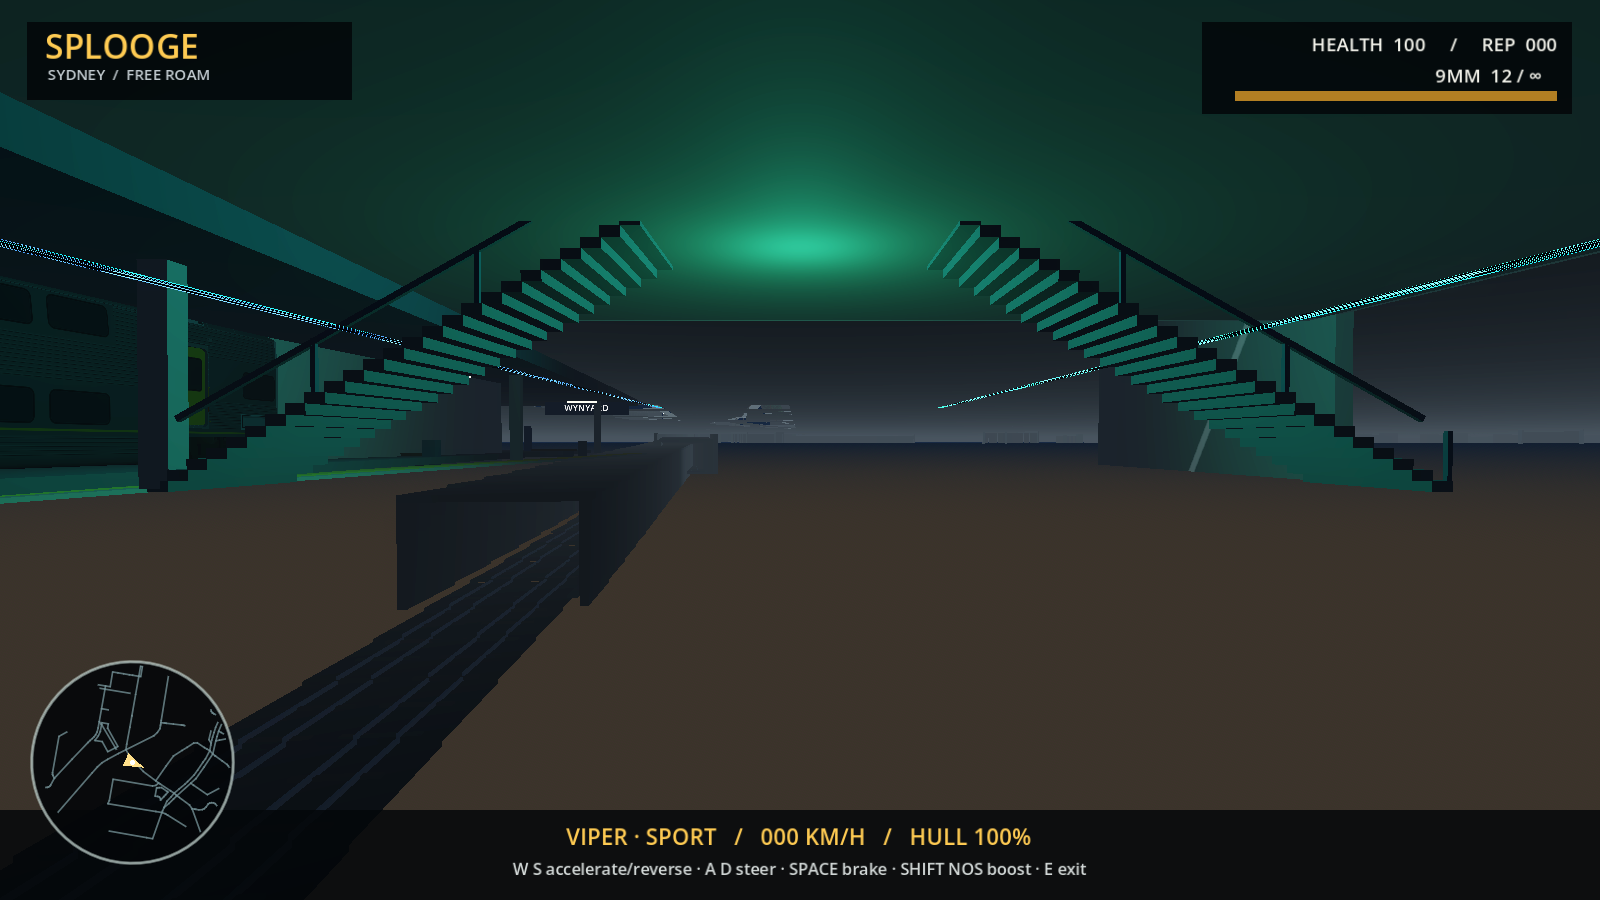 SPLOOGE
SYDNEY / FREE ROAM
HEALTH 100 / REP 000
9MM 12 / ∞
VIPER · SPORT / 000 KM/H / HULL 100%
W S accelerate/reverse · A D steer · SPACE brake · SHIFT NOS boost · E exit